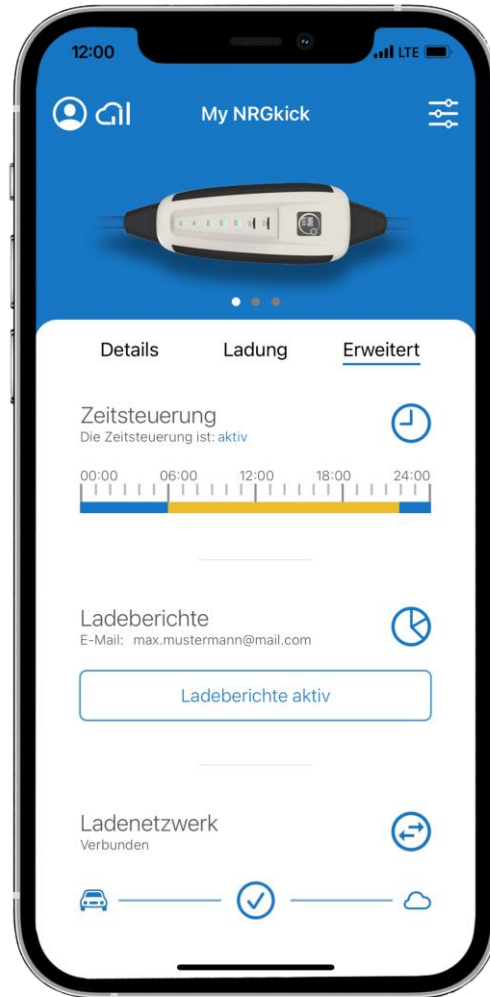 12:00
LTE
My NRGkick
Details Ladung Erweitert
Zeitsteuerung
Die Zeitsteuerung ist: aktiv
00:00 06:00 12:00 18:00 24:00
Ladeberichte
E-Mail: max.mustermann@mail.com
Ladeberichte aktiv
Ladenetzwerk
Verbunden